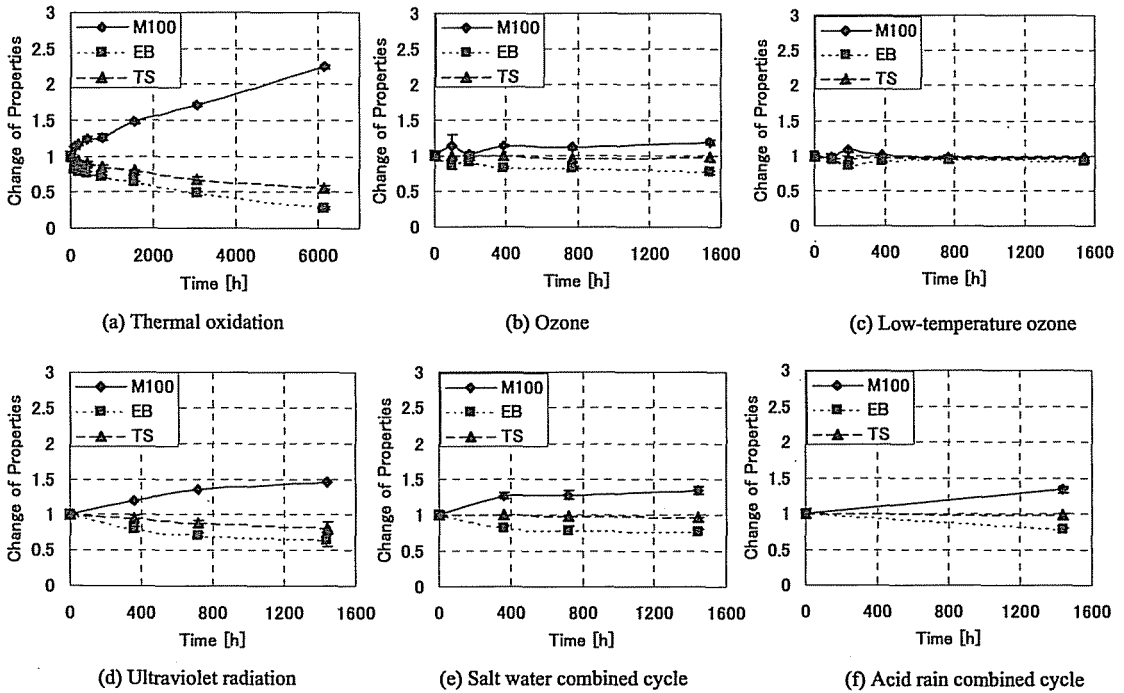 3
2.5
2
1.5
1
0.5
0
Change of Properties
M100
EB
TS
0 2000 4000 6000
Time [h]
(a) Thermal oxidation
3
2.5
2
1.5
1
0.5
0
Change of Properties
M100
EB
TS
0 400 800 1200 1600
Time [h]
(b) Ozone
3
2.5
2
1.5
1
0.5
0
Change of Properties
M100
EB
TS
0 400 800 1200 1600
Time [h]
(c) Low-temperature ozone
3
2.5
2
1.5
1
0.5
0
Change of Properties
M100
EB
TS
0 400 800 1200 1600
Time [h]
(d) Ultraviolet radiation
3
2.5
2
1.5
1
0.5
0
Change of Properties
M100
EB
TS
0 400 800 1200 1600
Time [h]
(e) Salt water combined cycle
3
2.5
2
1.5
1
0.5
0
Change of Properties
M100
EB
TS
0 400 800 1200 1600
Time [h]
(f) Acid rain combined cycle